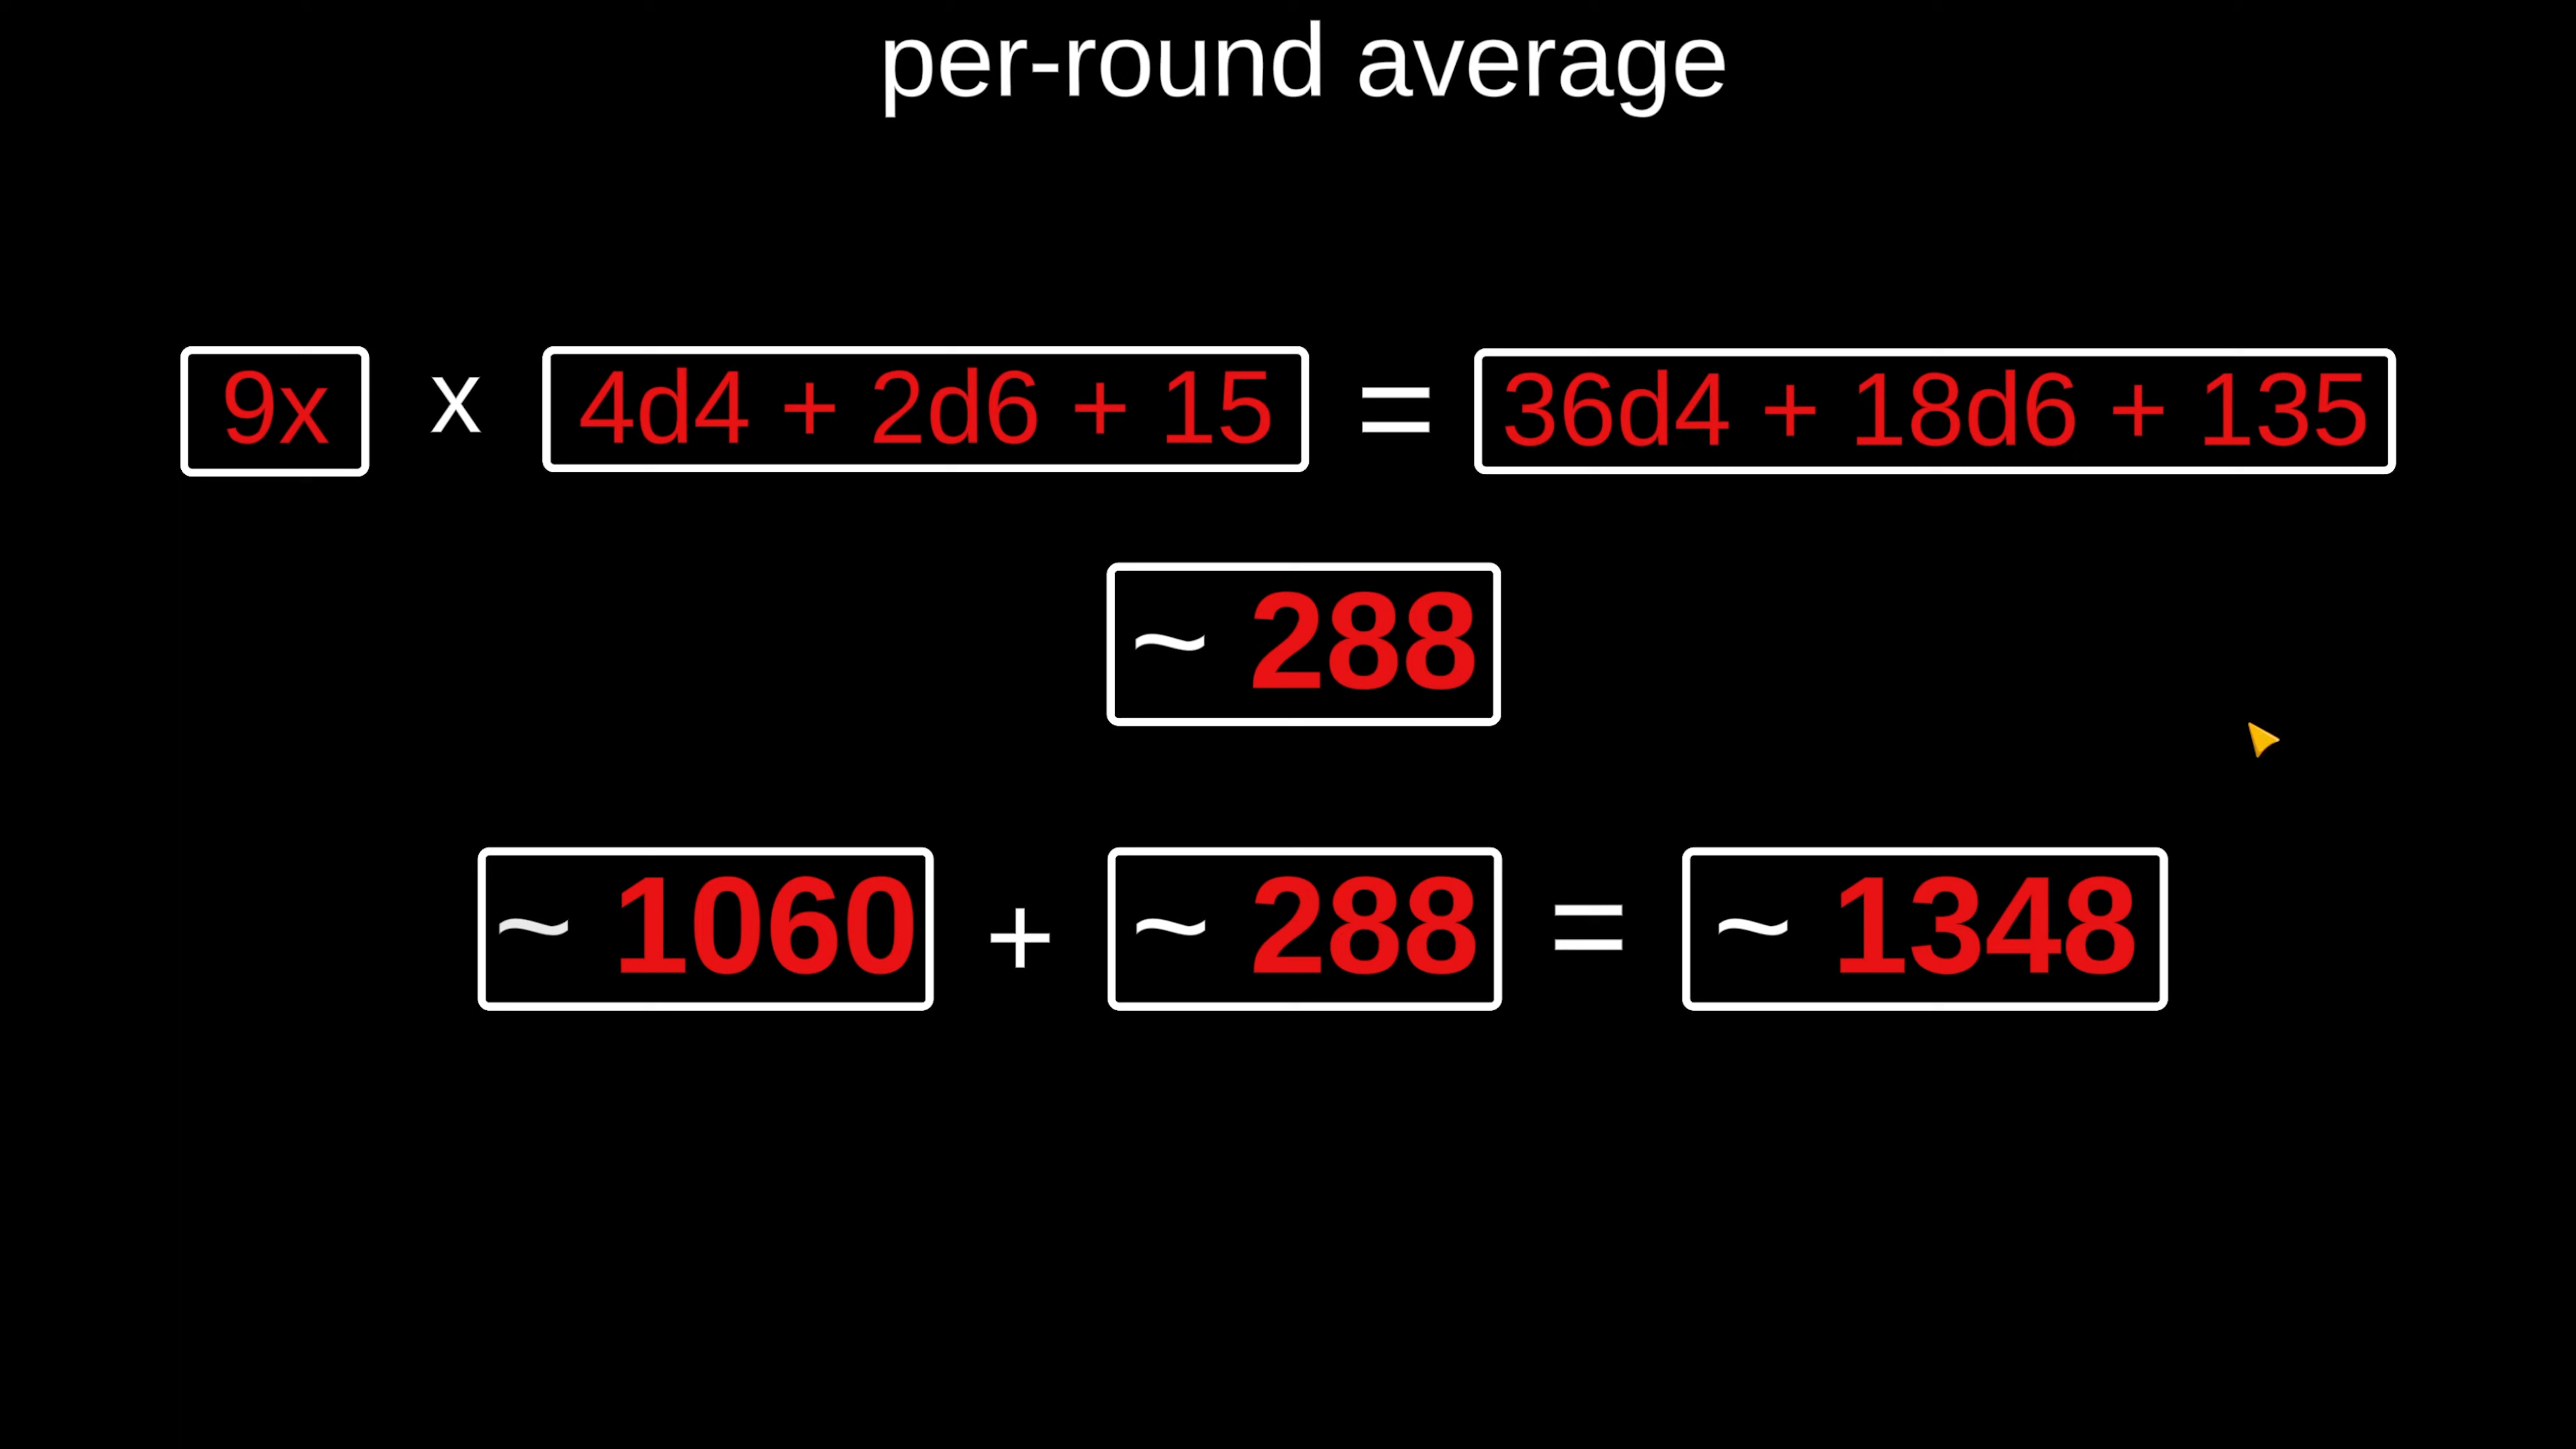 per-round average
9x x 4d4 + 2d6 + 15 = 36d4 + 18d6 + 135
~ 288
~ 1060 + ~ 288 = ~ 1348